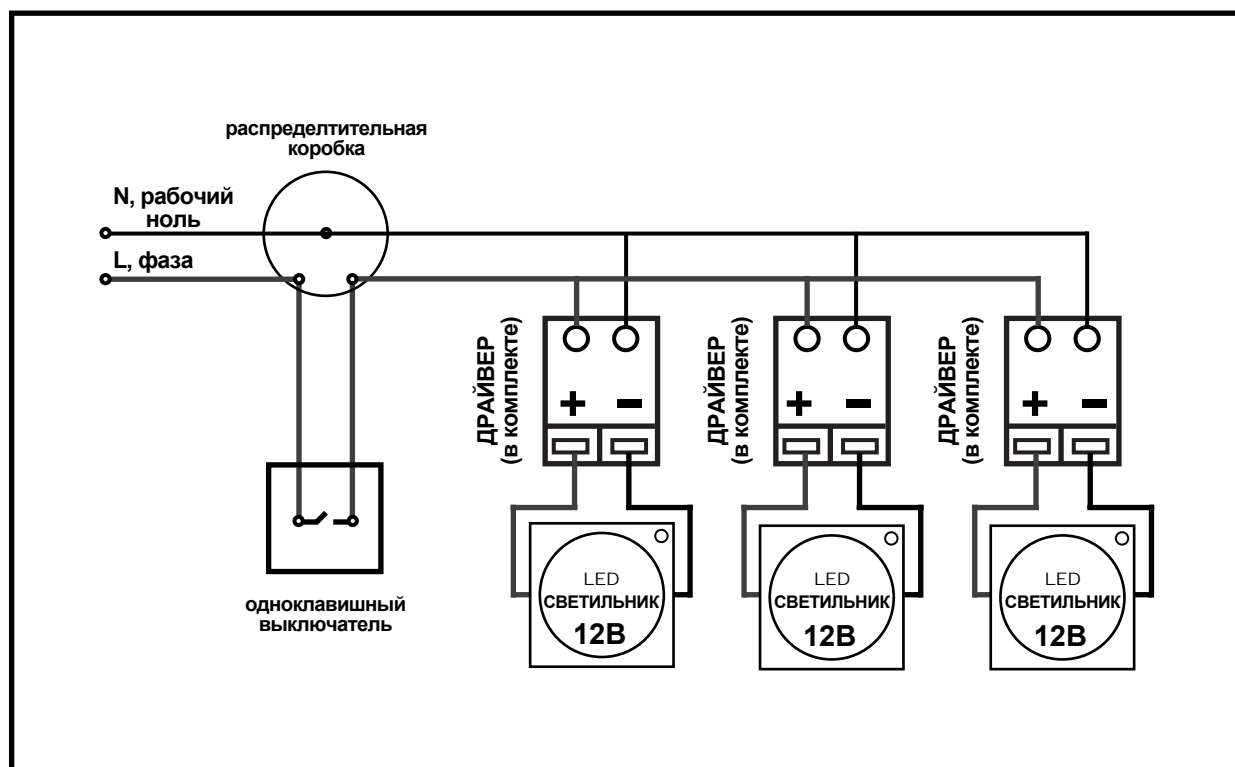 распределтительная
коробка
N, рабочий
ноль
L, фаза
ДРАЙВЕР
(в комплекте)
+ −
ДРАЙВЕР
(в комплекте)
+ −
ДРАЙВЕР
(в комплекте)
+ −
LED
СВЕТИЛЬНИК
12В
LED
СВЕТИЛЬНИК
12В
LED
СВЕТИЛЬНИК
12В
одноклавишный
выключатель